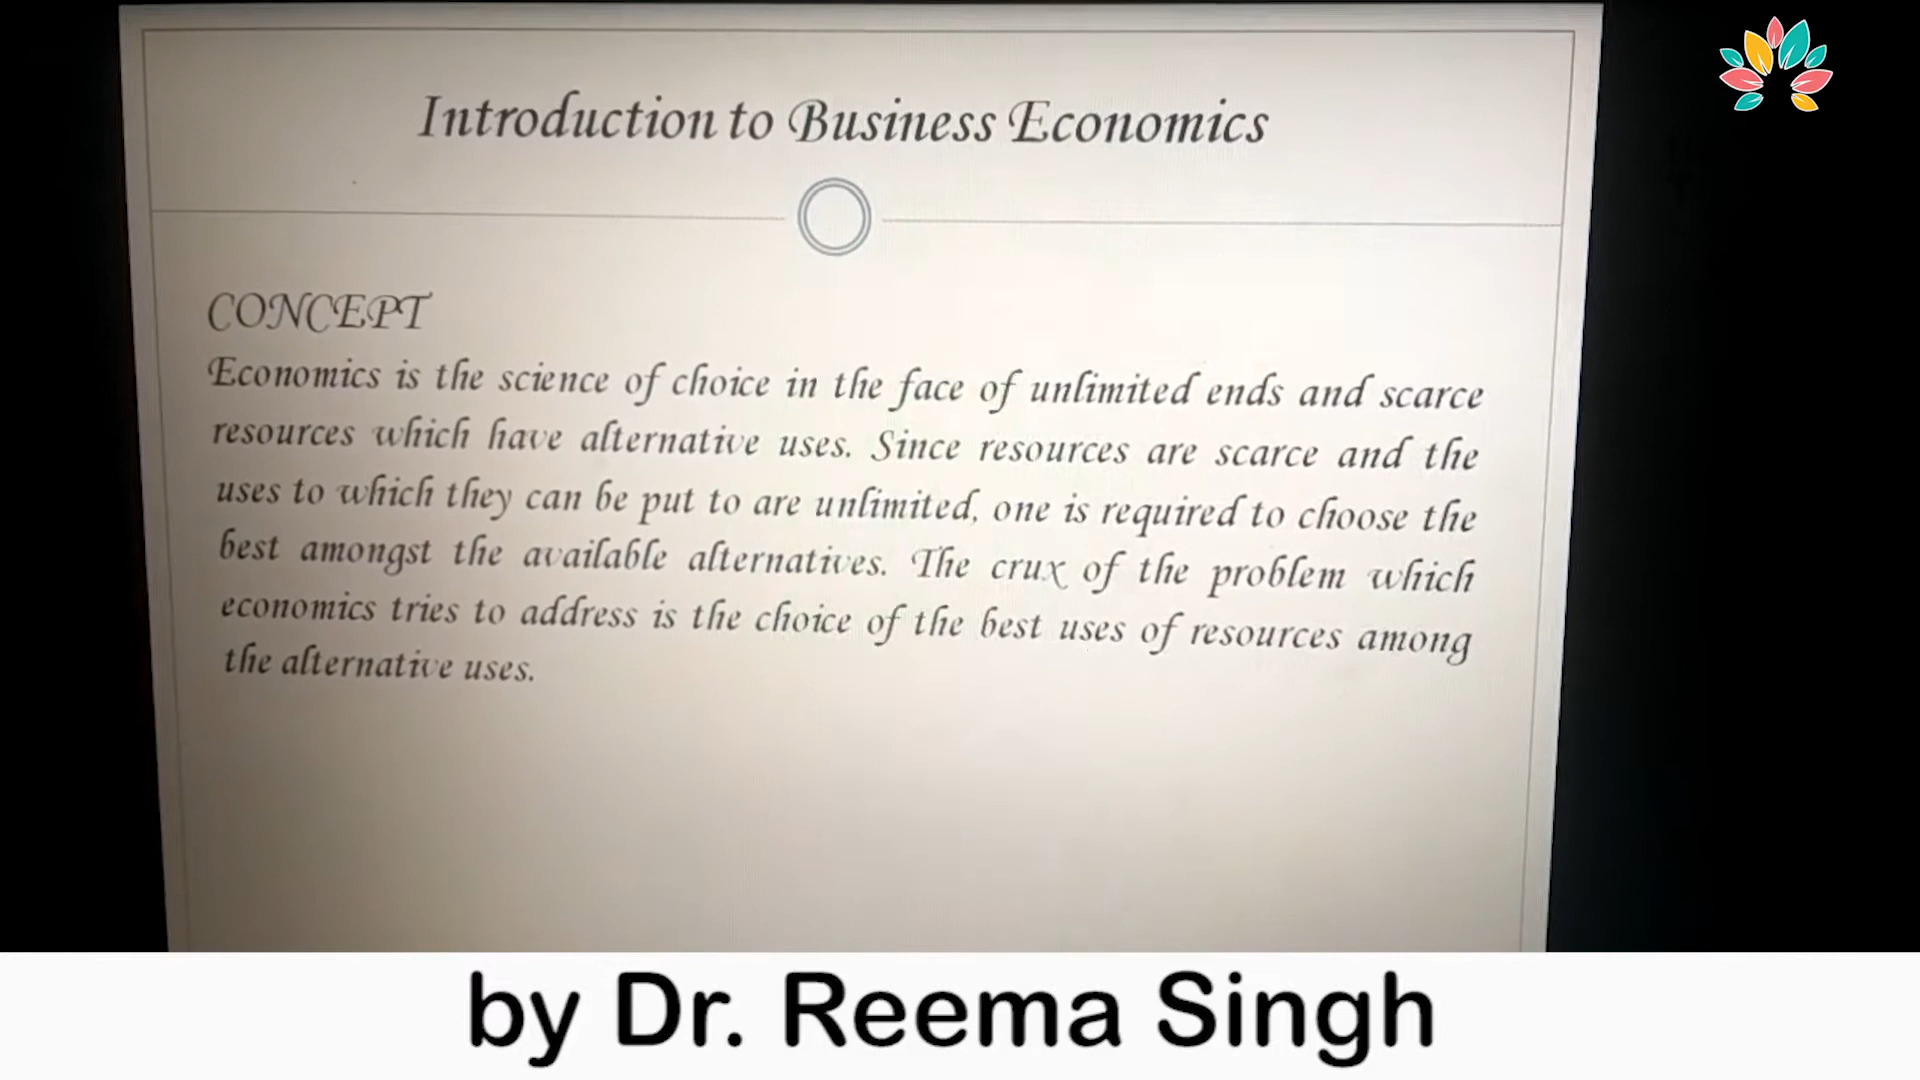 Introduction to Business Economics
CONCEPT
Economics is the science of choice in the face of unlimited ends and scarce
resources which have alternative uses. Since resources are scarce and the
uses to which they can be put to are unlimited, one is required to choose the
best amongst the available alternatives. The crux of the problem which
economics tries to address is the choice of the best uses of resources among
the alternative uses.
by Dr. Reema Singh